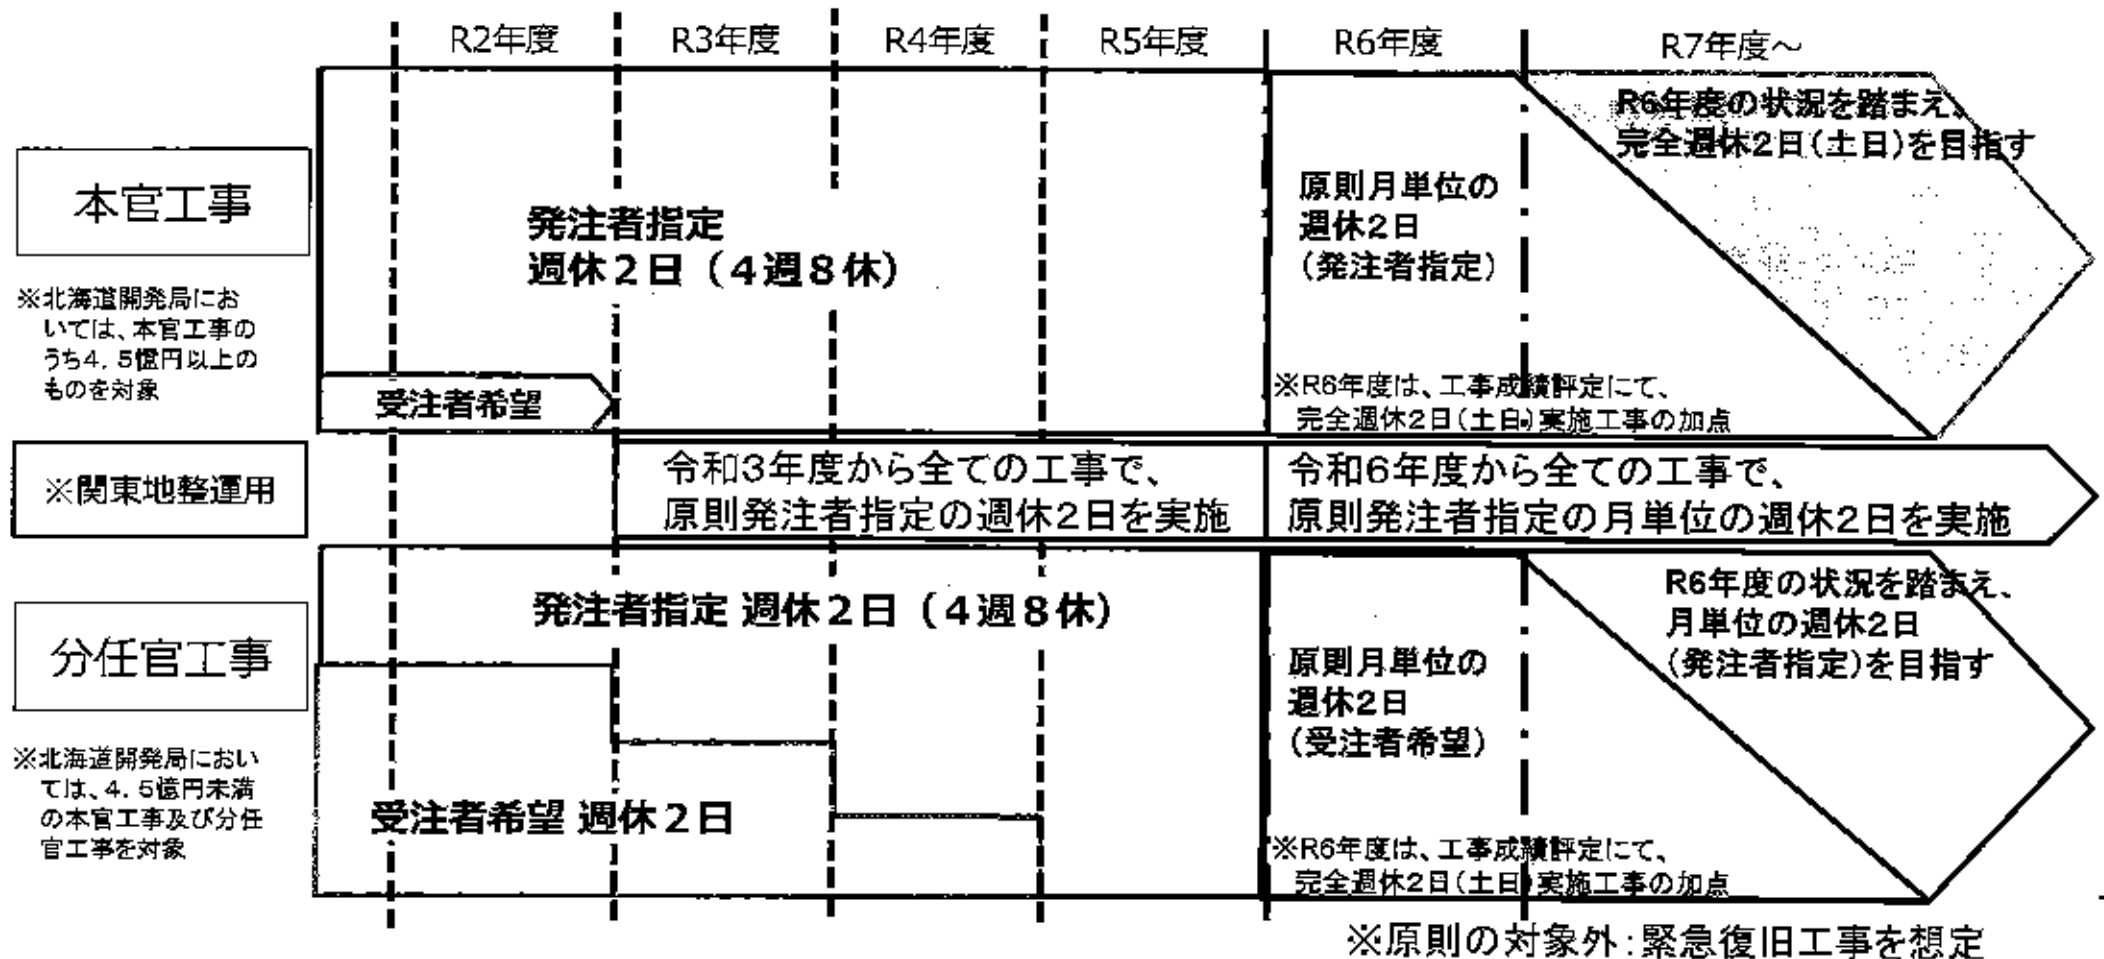 R2年度
R3年度
R4年度
R5年度
R6年度
R7年度～
本官工事
※北海道開発局にお
いては、本官工事の
うち4.5億円以上の
ものを対象
発注者指定
週休２日（４週８休）
受注者希望
原則月単位の
週休2日
(発注者指定)
※R6年度は、工事成績評定にて、
完全週休2日(土日)実施工事の加点
R6年度の状況を踏まえ、
完全週休2日(土日)を目指す
※関東地整運用
令和3年度から全ての工事で、
原則発注者指定の週休2日を実施
令和6年度から全ての工事で、
原則発注者指定の月単位の週休2日を実施
分任官工事
※北海道開発局におい
ては、4.5億円未満
の本官工事及び分任
官工事を対象
発注者指定 週休２日（４週８休）
受注者希望 週休２日
原則月単位の
週休2日
(受注者希望)
※R6年度は、工事成績評定にて、
完全週休2日(土日)実施工事の加点
R6年度の状況を踏まえ、
月単位の週休2日
(発注者指定)を目指す
※原則の対象外:緊急復旧工事を想定